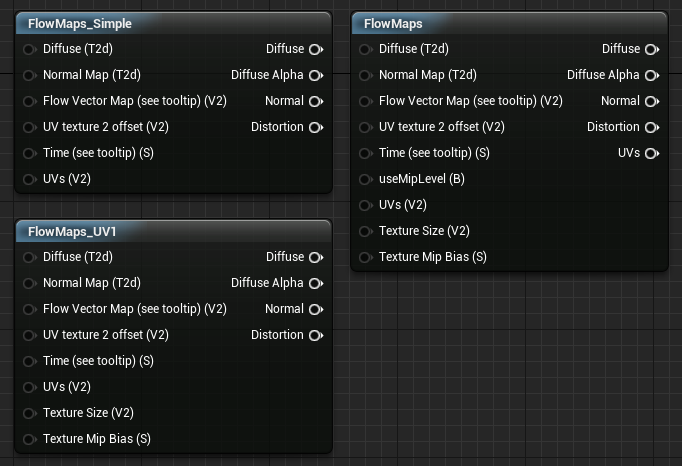 FlowMaps_Simple
Diffuse (T2d)
Diffuse
Normal Map (T2d)
Diffuse Alpha
Flow Vector Map (see tooltip) (V2)
Normal
UV texture 2 offset (V2)
Distortion
Time (see tooltip) (S)
UVs (V2)
FlowMaps_UV1
Diffuse (T2d)
Diffuse
Normal Map (T2d)
Diffuse Alpha
Flow Vector Map (see tooltip) (V2)
Normal
UV texture 2 offset (V2)
Distortion
Time (see tooltip) (S)
UVs (V2)
Texture Size (V2)
Texture Mip Bias (S)
FlowMaps
Diffuse (T2d)
Diffuse
Normal Map (T2d)
Diffuse Alpha
Flow Vector Map (see tooltip) (V2)
Normal
UV texture 2 offset (V2)
Distortion
Time (see tooltip) (S)
UVs
useMipLevel (B)
UVs (V2)
Texture Size (V2)
Texture Mip Bias (S)